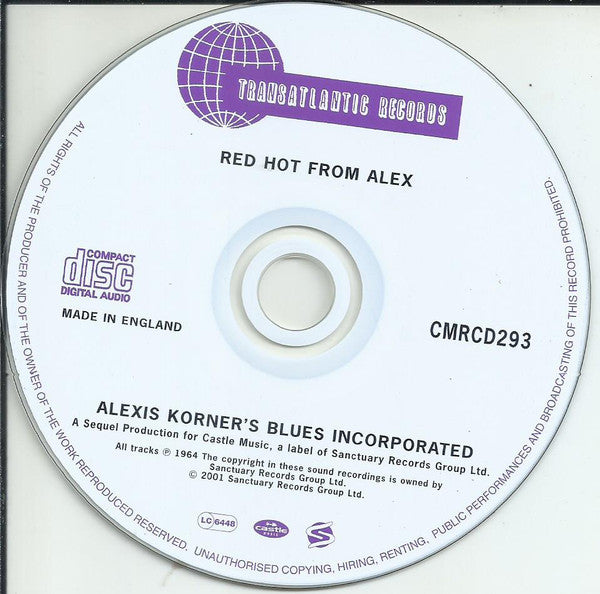 TRANSATLANTIC RECORDS
RED HOT FROM ALEX
COMPACT
disc
DIGITAL AUDIO
MADE IN ENGLAND
CMRCD293
ALEXIS KORNER'S BLUES INCORPORATED
A Sequel Production for Castle Music, a label of Sanctuary Records Group Ltd.
All tracks ℗ 1964 The copyright in these sound recordings is owned by
Sanctuary Records Group Ltd.
© 2001 Sanctuary Records Group Ltd.
LC 6448
castle
music
S
ALL RIGHTS OF THE PRODUCER AND OF THE OWNER OF THE WORK REPRODUCED RESERVED. UNAUTHORISED COPYING, HIRING, RENTING, PUBLIC PERFORMANCES AND BROADCASTING OF THIS RECORD PROHIBITED.